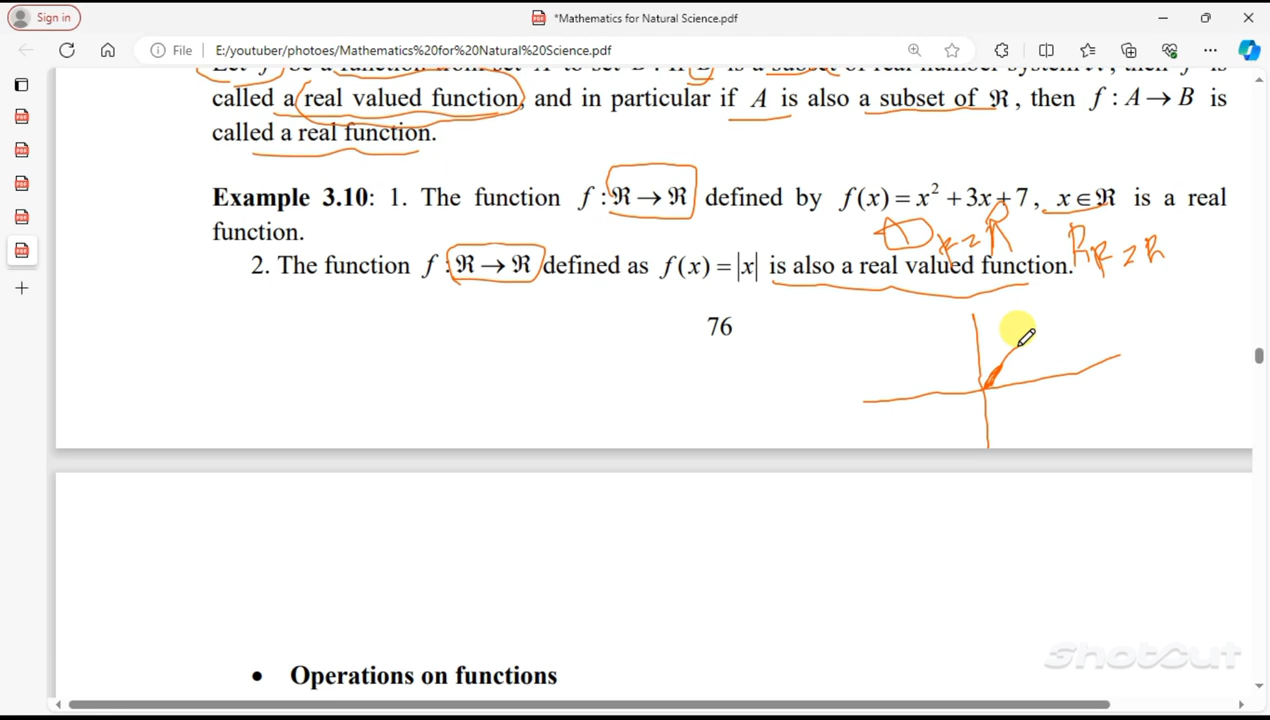 Sign in
*Mathematics for Natural Science.pdf
File
E:/youtuber/photoes/Mathematics%20for%20Natural%20Science.pdf
called a real valued function, and in particular if A is also a subset of ℜ, then f : A → B is
called a real function.
Example 3.10: 1. The function f : ℜ → ℜ defined by f(x) = x² + 3x + 7, x ∈ ℜ is a real
function.
D_f = R
R_f = R
2. The function f : ℜ → ℜ defined as f(x) = |x| is also a real valued function.
76
• Operations on functions
Shotcut